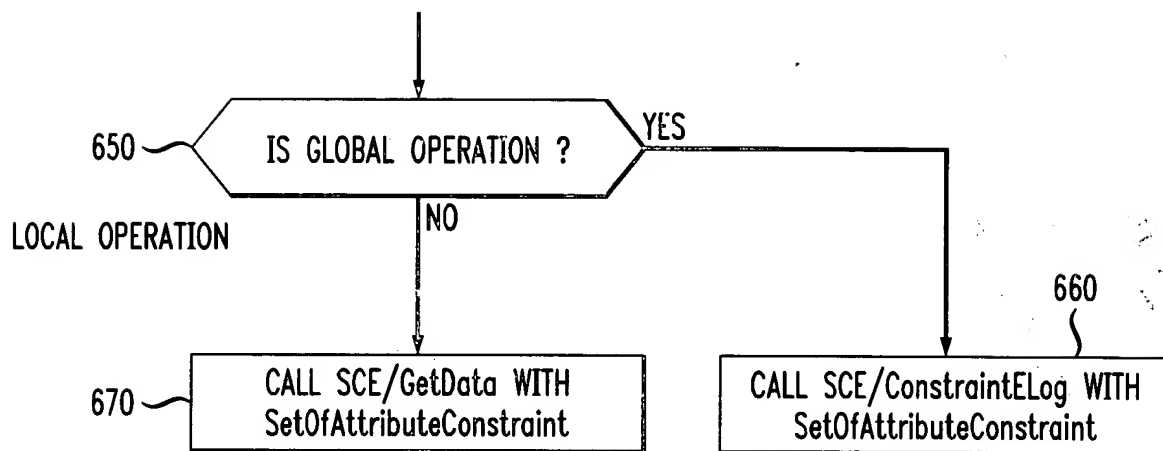 650
IS GLOBAL OPERATION ?
YES
NO
LOCAL OPERATION
660
670
CALL SCE/GetData WITH
SetOfAttributeConstraint
CALL SCE/ConstraintELog WITH
SetOfAttributeConstraint